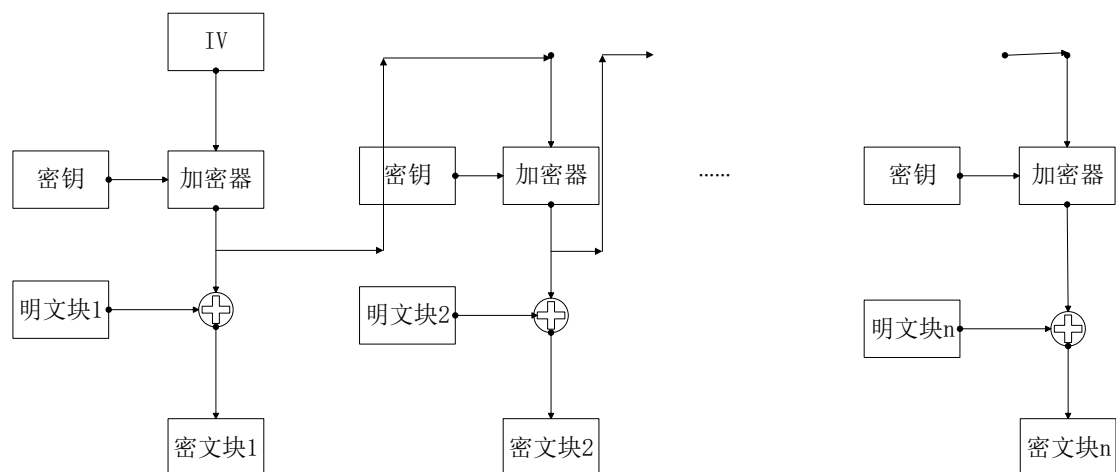 IV
密钥
加密器
密钥
加密器
......
密钥
加密器
明文块1
明文块2
明文块n
密文块1
密文块2
密文块n